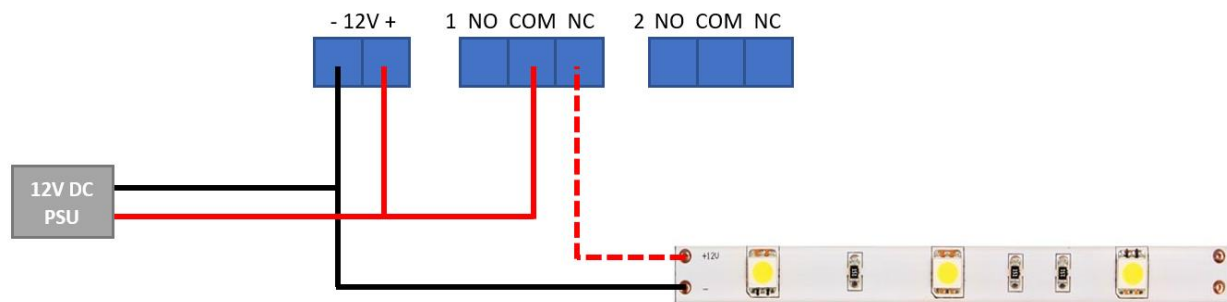 - 12V +
1 NO COM NC
2 NO COM NC
12V DC
PSU
+12V
-